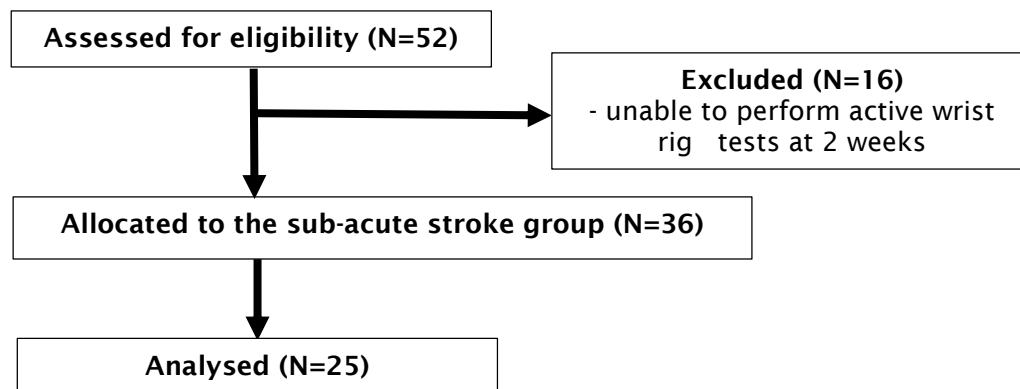 Assessed for eligibility (N=52)
Excluded (N=16)
- unable to perform active wrist
rig tests at 2 weeks
Allocated to the sub-acute stroke group (N=36)
Analysed (N=25)